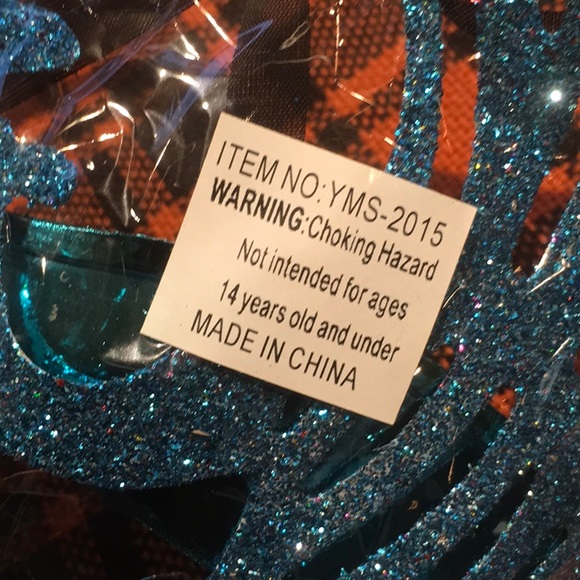 ITEM NO:YMS-2015
WARNING:Choking Hazard
Not intended for ages
14 years old and under
MADE IN CHINA